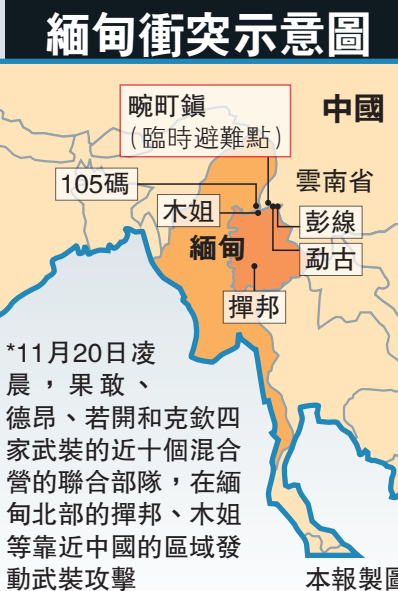 緬甸衝突示意圖
畹町鎮
(臨時避難點)
中國
105碼
雲南省
木姐
彭線
緬甸
勐古
撣邦
*11月20日凌
晨,果敢、
德昂、若開和克欽四
家武裝的近十個混合
營的聯合部隊,在緬
甸北部的撣邦、木姐
等靠近中國的區域發
動武裝攻擊
本報製圖